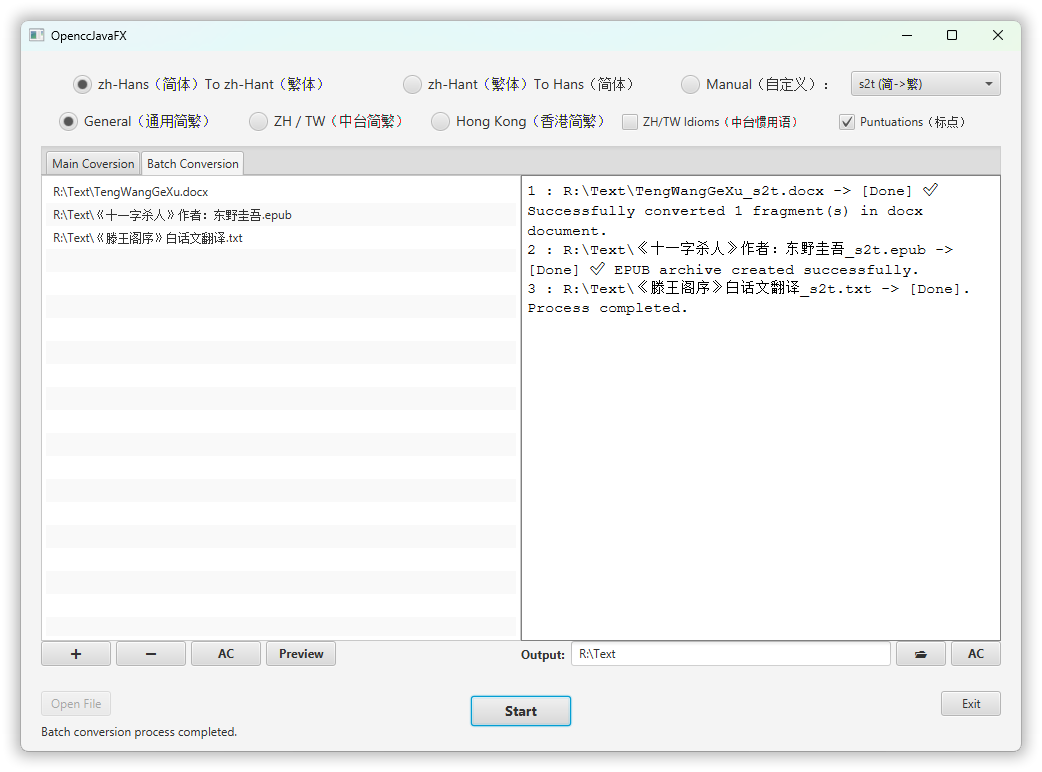 OpenccJavaFX
zh-Hans（简体）To zh-Hant（繁体） zh-Hant（繁体）To Hans（简体） Manual（自定义）： s2t (简->繁)
General（通用简繁） ZH / TW（中台简繁） Hong Kong（香港简繁） ZH/TW Idioms（中台惯用语） Puntuations（标点）
Main Coversion Batch Conversion
R:\Text\TengWangGeXu.docx
R:\Text\《十一字杀人》作者：东野圭吾.epub
R:\Text\《滕王阁序》白话文翻译.txt
1 : R:\Text\TengWangGeXu_s2t.docx -> [Done] ✅
Successfully converted 1 fragment(s) in docx
document.
2 : R:\Text\《十一字杀人》作者：东野圭吾_s2t.epub ->
[Done] ✅ EPUB archive created successfully.
3 : R:\Text\《滕王阁序》白话文翻译_s2t.txt -> [Done].
Process completed.
+ − AC Preview Output: R:\Text AC
Open File Start Exit
Batch conversion process completed.